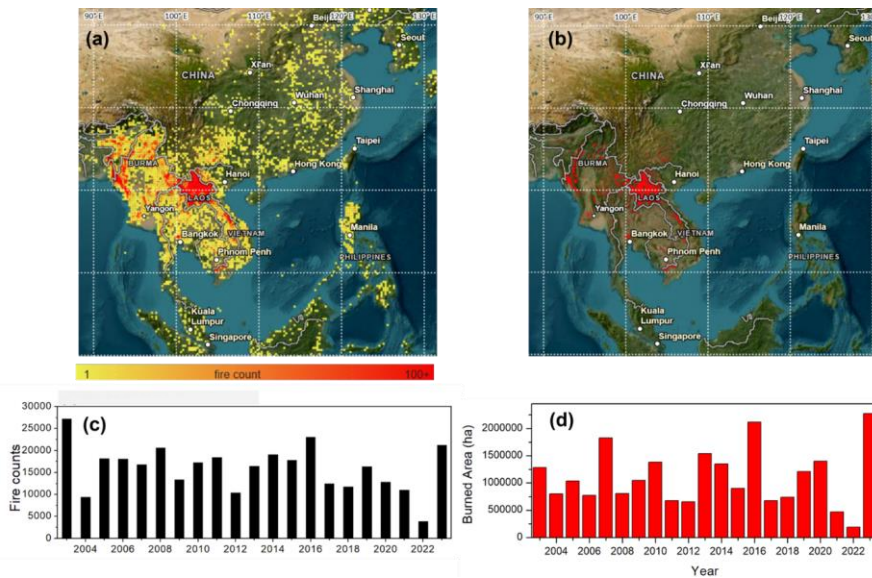 90°E 100°E 110°E 120°E 130°E
(a)
Beij
Seoul
CHINA
Xi'an
Shanghai
Chongqing
Wuhan
Taipei
BURMA
Hanoi
Hong Kong
LAOS
Yangon
VIETNAM
Bangkok
Manila
Phnom Penh
PHILIPPINES
Kuala
Lumpur
Singapore
1 fire count 100+
90°E 100°E 110°E 120°E 130°E
(b)
Beij
Seoul
CHINA
Xi'an
Shanghai
Wuhan
Chongqing
Taipei
BURMA
Hanoi
Hong Kong
LAOS
Yangon
VIETNAM
Bangkok
Manila
Phnom Penh
PHILIPPINES
Kuala
Lumpur
Singapore
(c)
Fire counts
30000
25000
20000
15000
10000
5000
0
2004 2006 2008 2010 2012 2014 2016 2018 2020 2022
(d)
Burned Area (ha)
2000000
1500000
1000000
500000
0
2004 2006 2008 2010 2012 2014 2016 2018 2020 2022
Year